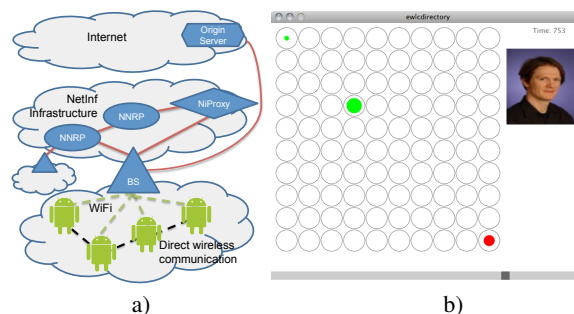 Internet
Origin
Server
NetInf
Infrastructure
NNRP
NiProxy
NNRP
BS
WiFi
Direct wireless
communication
a)
ewlcdirectory
Time: 753
b)